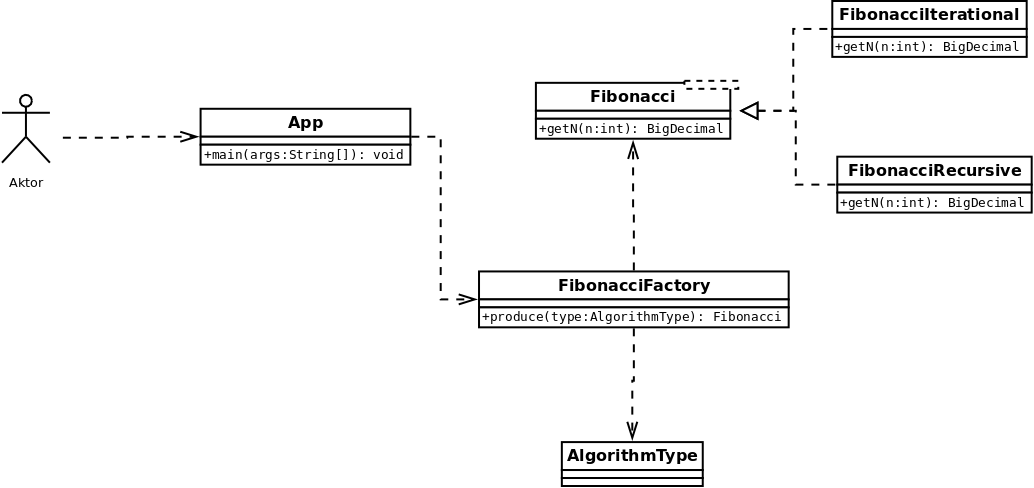 FibonacciIterational
+getN(n:int): BigDecimal
Fibonacci
+getN(n:int): BigDecimal
App
+main(args:String[]): void
Aktor
FibonacciRecursive
+getN(n:int): BigDecimal
FibonacciFactory
+produce(type:AlgorithmType): Fibonacci
AlgorithmType